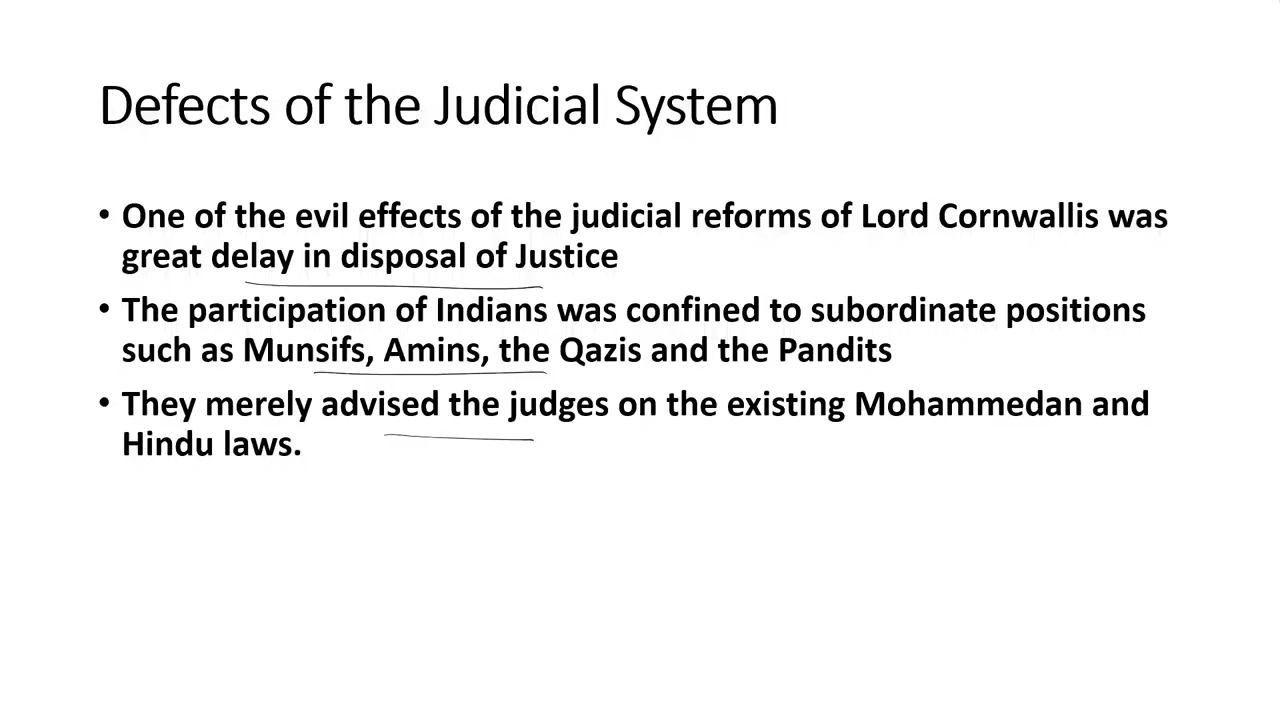 Defects of the Judicial System
• One of the evil effects of the judicial reforms of Lord Cornwallis was
great delay in disposal of Justice
• The participation of Indians was confined to subordinate positions
such as Munsifs, Amins, the Qazis and the Pandits
• They merely advised the judges on the existing Mohammedan and
Hindu laws.